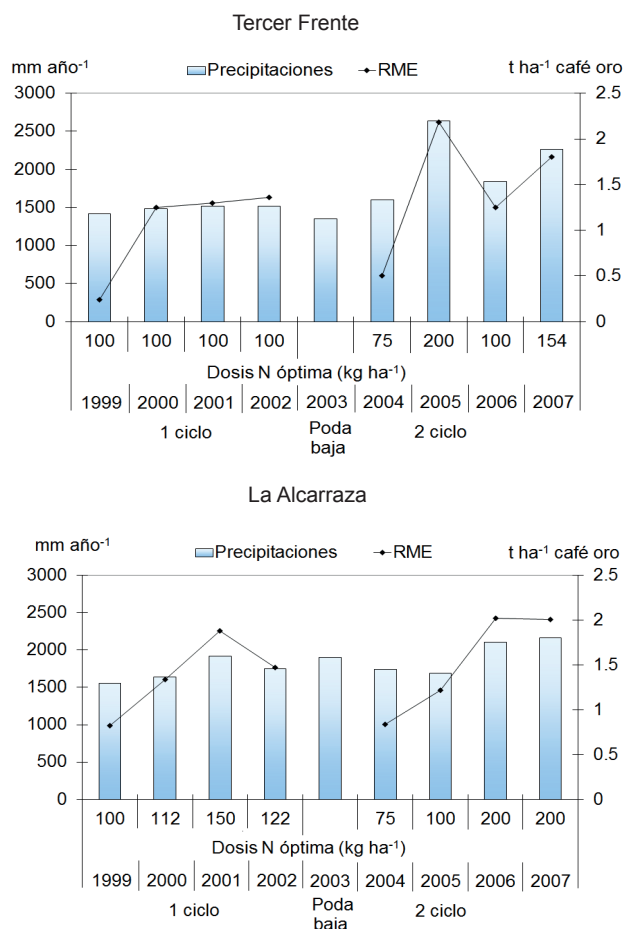 Tercer Frente
mm año-1 Precipitaciones RME t ha-1 café oro
3000 2.5
2500 2
2000 1.5
1500 1
1000 0.5
500 0
0
100 100 100 100 75 200 100 154
Dosis N óptima (kg ha-1)
1999 2000 2001 2002 2003 2004 2005 2006 2007
1 ciclo Poda baja 2 ciclo
La Alcarraza
mm año-1 Precipitaciones RME t ha-1 café oro
3000 2.5
2500 2
2000 1.5
1500 1
1000 0.5
500 0
0
100 112 150 122 75 100 200 200
Dosis N óptima (kg ha-1)
1999 2000 2001 2002 2003 2004 2005 2006 2007
1 ciclo Poda baja 2 ciclo